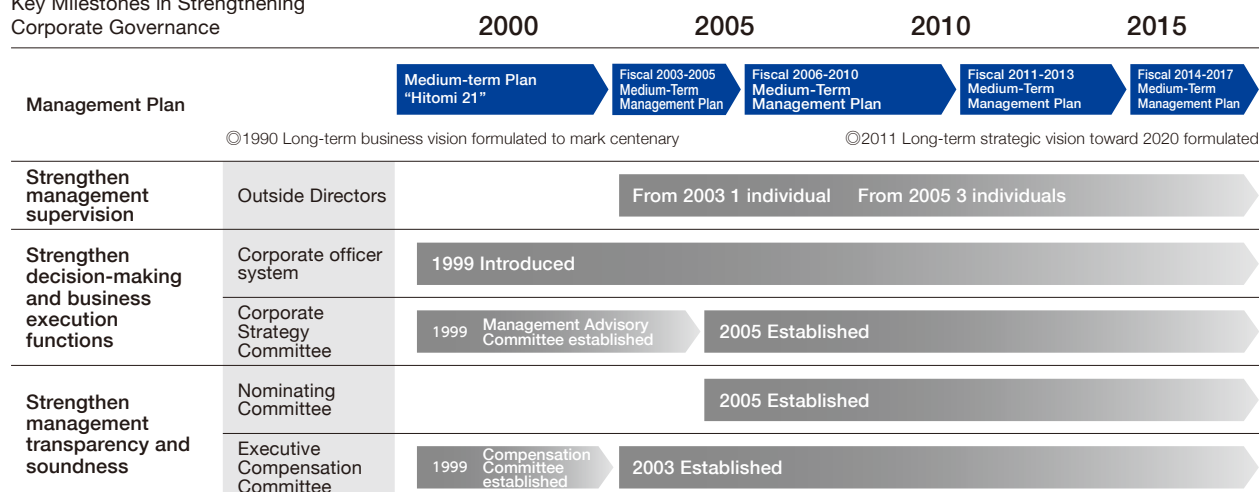 Key Milestones in Strengthening
Corporate Governance
2000
2005
2010
2015
Management Plan
Medium-term Plan
“Hitomi 21”
Fiscal 2003-2005
Medium-Term
Management Plan
Fiscal 2006-2010
Medium-Term
Management Plan
Fiscal 2011-2013
Medium-Term
Management Plan
Fiscal 2014-2017
Medium-Term
Management Plan
◎1990 Long-term business vision formulated to mark centenary
◎2011 Long-term strategic vision toward 2020 formulated
Strengthen
management
supervision
Outside Directors
From 2003 1 individual
From 2005 3 individuals
Strengthen
decision-making
and business
execution
functions
Corporate officer
system
1999 Introduced
Corporate
Strategy
Committee
1999
Management Advisory
Committee established
2005 Established
Strengthen
management
transparency and
soundness
Nominating
Committee
2005 Established
Executive
Compensation
Committee
1999
Compensation
Committee
established
2003 Established